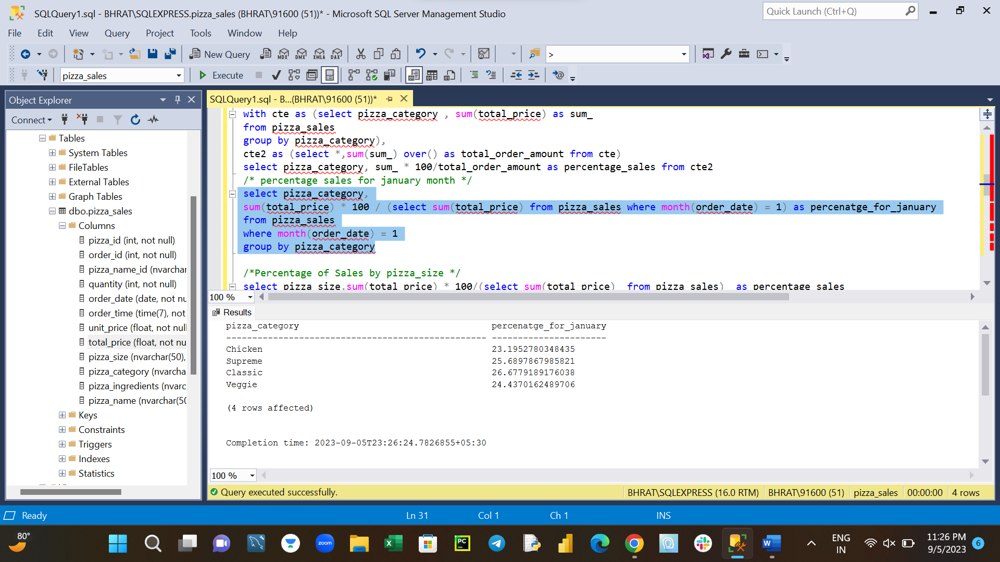 SQLQuery1.sql - BHRAT\SQLEXPRESS.pizza_sales (BHRAT\91600 (51))* - Microsoft SQL Server Management Studio
Quick Launch (Ctrl+Q)
File Edit View Query Project Tools Window Help
New Query MDX DMX XMLA DAX >
pizza_sales Execute
Object Explorer
Connect
Tables
System Tables
FileTables
External Tables
Graph Tables
dbo.pizza_sales
Columns
pizza_id (int, not null)
order_id (int, not null)
pizza_name_id (nvarchar
quantity (int, not null)
order_date (date, not nu
order_time (time(7), not
unit_price (float, not null
total_price (float, not nu
pizza_size (nvarchar(50),
pizza_category (nvarcha
pizza_ingredients (nvarc
pizza_name (nvarchar(50
Keys
Constraints
Triggers
Indexes
Statistics
SQLQuery1.sql - B...(BHRAT\91600 (51))*
with cte as (select pizza_category , sum(total_price) as sum_
from pizza_sales
group by pizza_category),
cte2 as (select *,sum(sum_) over() as total_order_amount from cte)
select pizza_category, sum_ * 100/total_order_amount as percentage_sales from cte2
/* percentage sales for january month */
select pizza_category,
sum(total_price) * 100 / (select sum(total_price) from pizza_sales where month(order_date) = 1) as percenatge_for_january
from pizza_sales
where month(order_date) = 1
group by pizza_category
/*Percentage of Sales by pizza_size */
select pizza_size,sum(total_price) * 100/(select sum(total_price) from pizza_sales) as percentage_sales
100 %
Results
pizza_category percenatge_for_january
-------------------------------------------------- ----------------------
Chicken 23.1952780348435
Supreme 25.6897867985821
Classic 26.6779189176038
Veggie 24.4370162489706
(4 rows affected)
Completion time: 2023-09-05T23:26:24.7826855+05:30
100 %
Query executed successfully. BHRAT\SQLEXPRESS (16.0 RTM) BHRAT\91600 (51) pizza_sales 00:00:00 4 rows
Ready Ln 31 Col 1 Ch 1 INS
80°
zoom
PC
ENG
IN
11:26 PM
9/5/2023
6